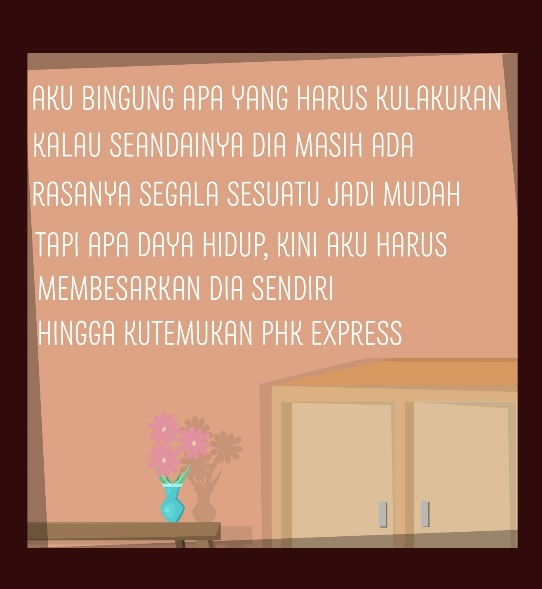 AKU BINGUNG APA YANG HARUS KULAKUKAN
KALAU SEANDAINYA DIA MASIH ADA
RASANYA SEGALA SESUATU JADI MUDAH
TAPI APA DAYA HIDUP, KINI AKU HARUS
MEMBESARKAN DIA SENDIRI
HINGGA KUTEMUKAN PHK EXPRESS